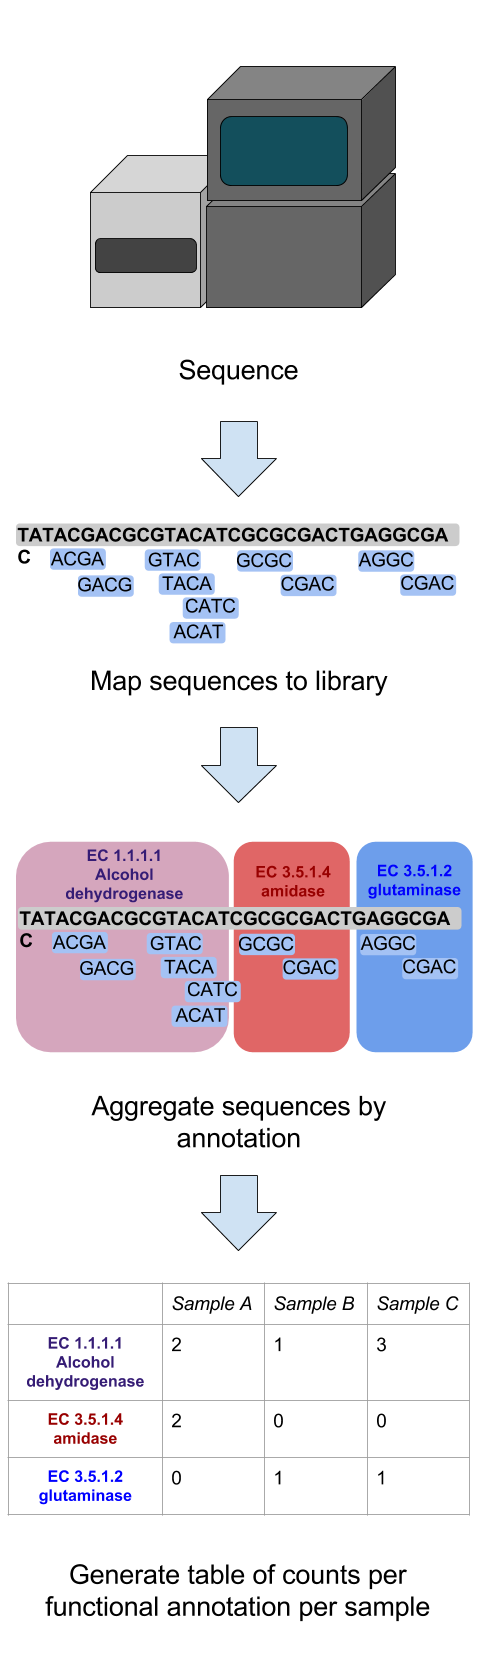 Sequence
TATACGACGCGTACATCGCGCGACTGAGGCGA
C ACGA GTAC GCGC AGGC
GACG TACA CGAC CGAC
CATC
ACAT
Map sequences to library
EC 1.1.1.1
Alcohol
dehydrogenase
EC 3.5.1.4
amidase
EC 3.5.1.2
glutaminase
TATACGACGCGTACATCGCGCGACTGAGGCGA
C ACGA GTAC GCGC AGGC
GACG TACA CGAC CGAC
CATC
ACAT
Aggregate sequences by
annotation
Sample A Sample B Sample C
EC 1.1.1.1
Alcohol
dehydrogenase
2 1 3
EC 3.5.1.4
amidase
2 0 0
EC 3.5.1.2
glutaminase
0 1 1
Generate table of counts per
functional annotation per sample